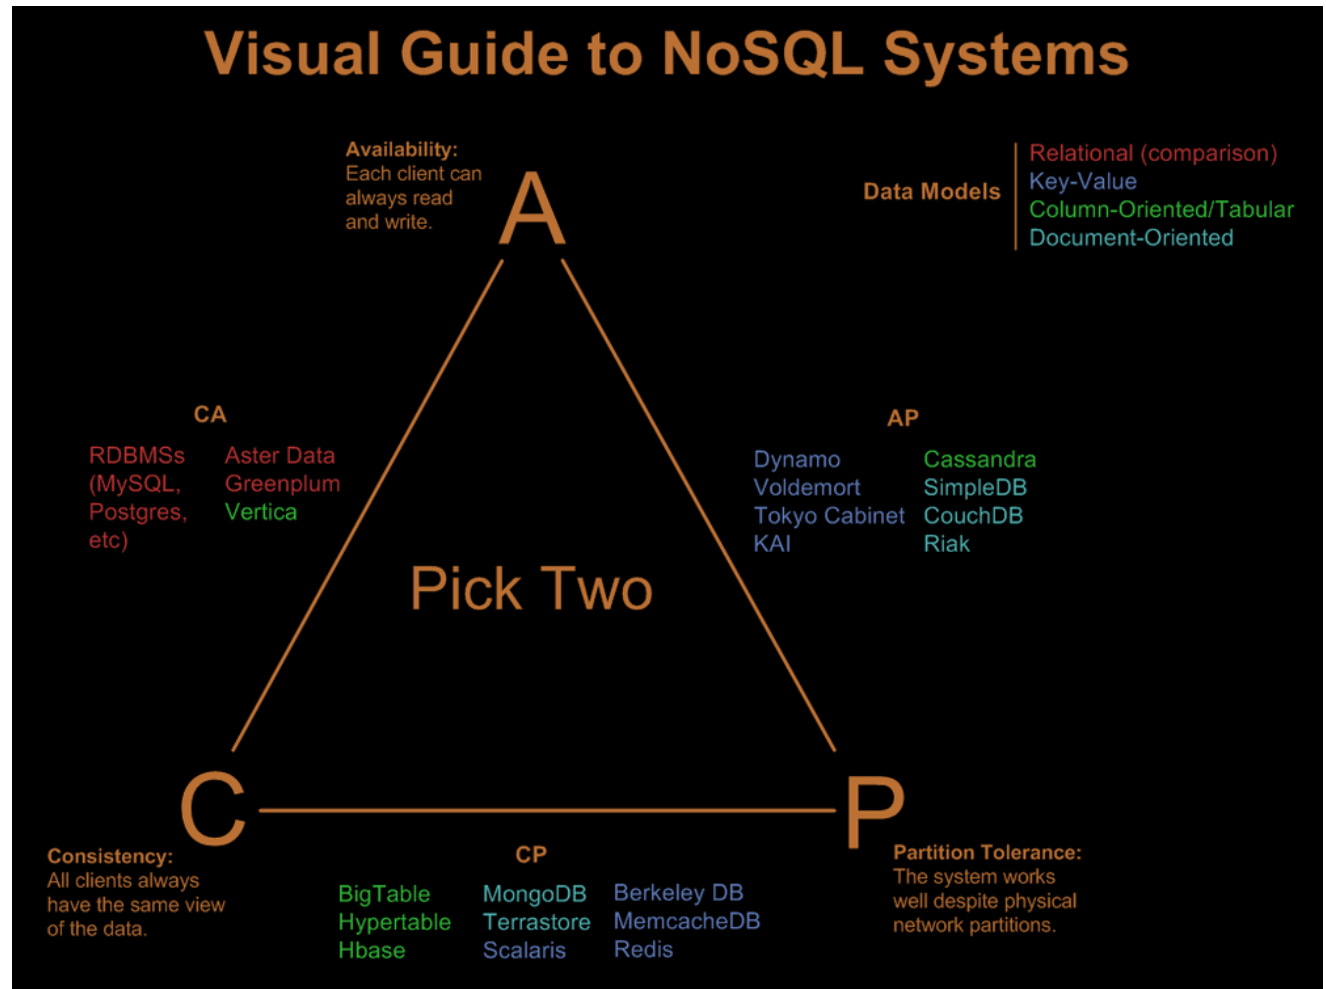 Visual Guide to NoSQL Systems
Availability:
Each client can
always read
and write.
A
Data Models
Relational (comparison)
Key-Value
Column-Oriented/Tabular
Document-Oriented
CA
RDBMSs
(MySQL,
Postgres,
etc)
Aster Data
Greenplum
Vertica
AP
Dynamo
Voldemort
Tokyo Cabinet
KAI
Cassandra
SimpleDB
CouchDB
Riak
Pick Two
C
Consistency:
All clients always
have the same view
of the data.
CP
BigTable
Hypertable
Hbase
MongoDB
Terrastore
Scalaris
Berkeley DB
MemcacheDB
Redis
P
Partition Tolerance:
The system works
well despite physical
network partitions.